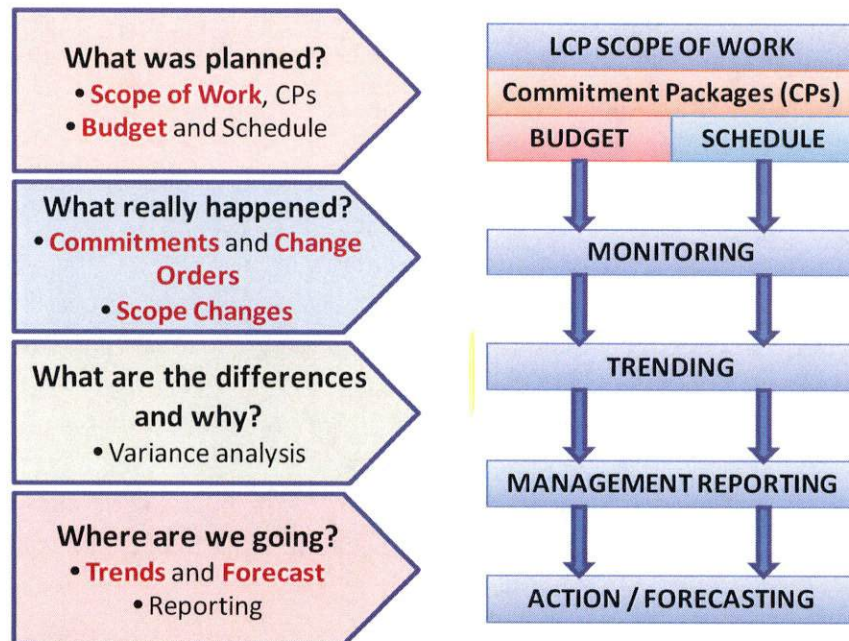 What was planned?
• Scope of Work, CPs
• Budget and Schedule
What really happened?
• Commitments and Change
Orders
• Scope Changes
What are the differences
and why?
• Variance analysis
Where are we going?
• Trends and Forecast
• Reporting
LCP SCOPE OF WORK
Commitment Packages (CPs)
BUDGET
SCHEDULE
MONITORING
TRENDING
MANAGEMENT REPORTING
ACTION / FORECASTING